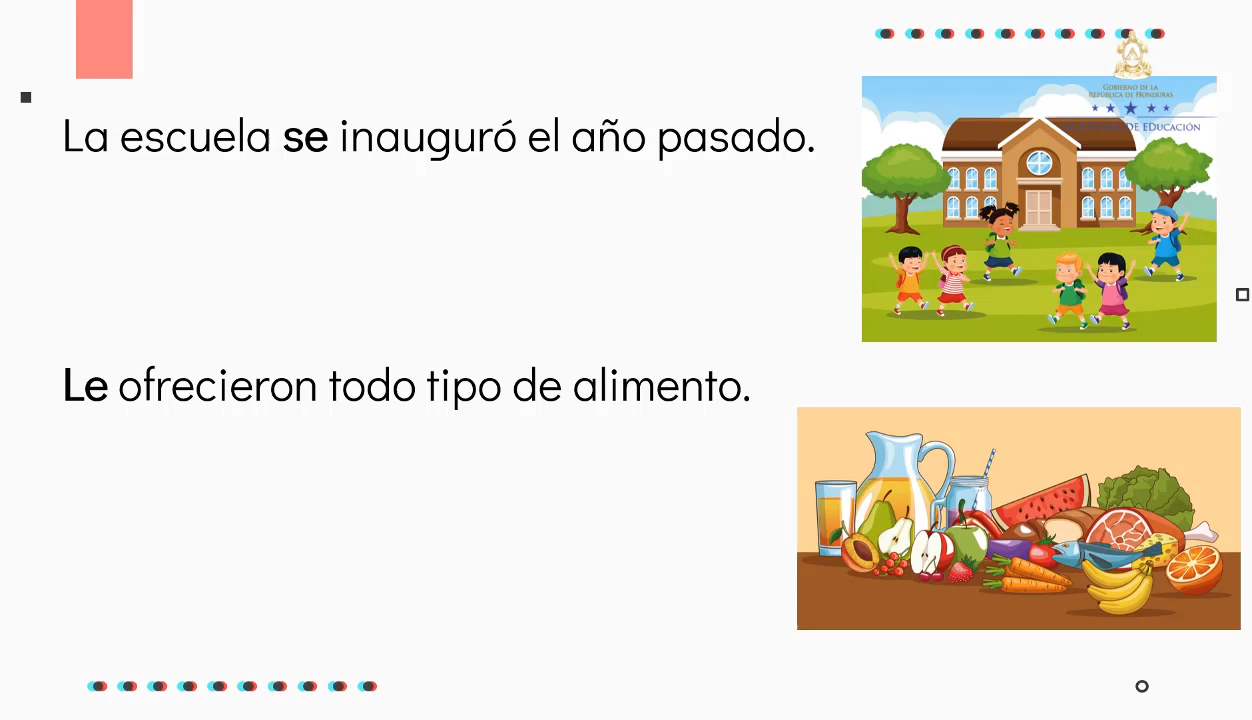 La escuela se inauguró el año pasado.
GOBIERNO DE LA
REPÚBLICA DE HONDURAS
DE EDUCACIÓN
Le ofrecieron todo tipo de alimento.